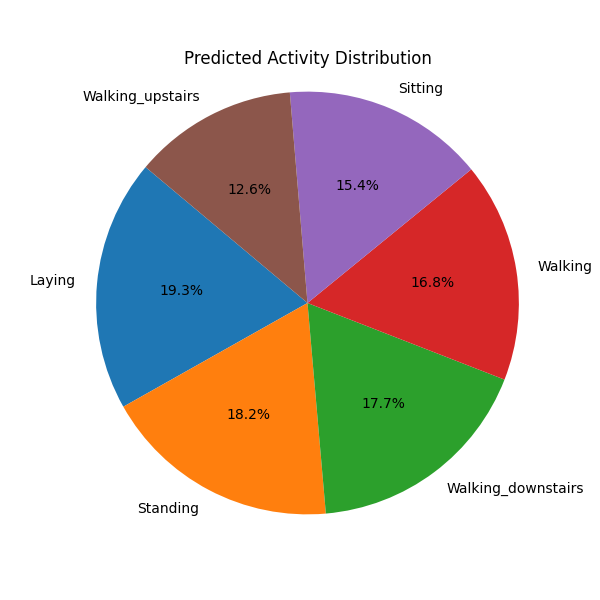 Predicted Activity Distribution
Sitting
Walking_upstairs
15.4%
12.6%
Walking
16.8%
Laying
19.3%
17.7%
18.2%
Walking_downstairs
Standing